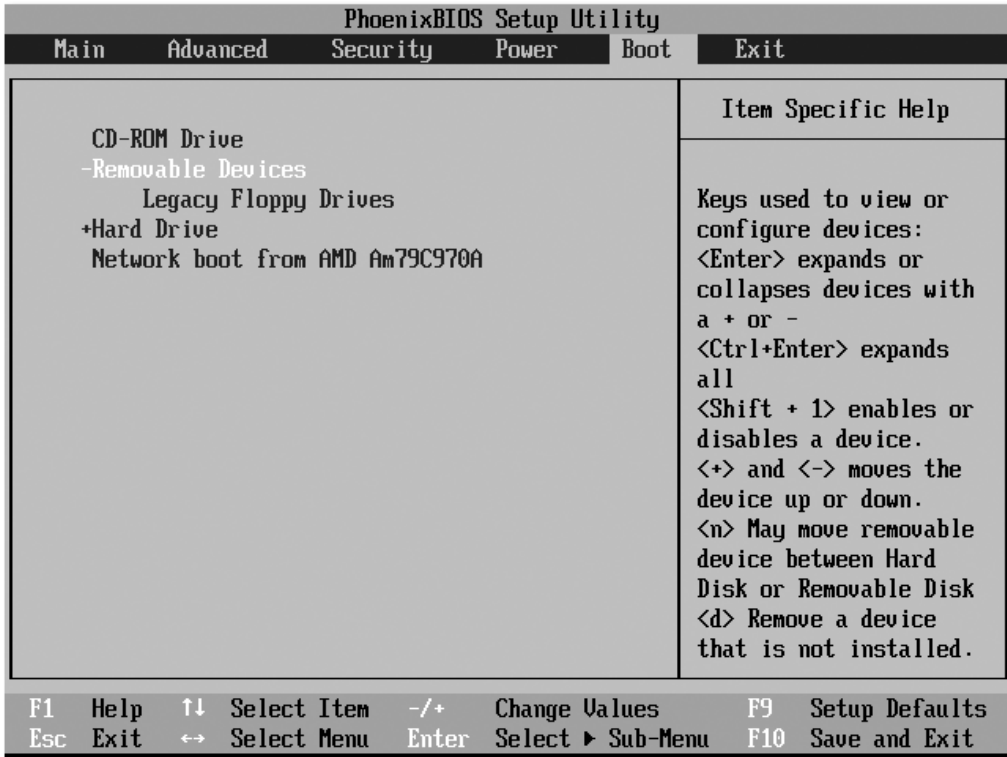 PhoenixBIOS Setup Utility
Main Advanced Security Power Boot Exit
CD-ROM Drive
-Removable Devices
Legacy Floppy Drives
+Hard Drive
Network boot from AMD Am79C970A
Item Specific Help
Keys used to view or
configure devices:
<Enter> expands or
collapses devices with
a + or -
<Ctrl+Enter> expands
all
<Shift + 1> enables or
disables a device.
<+> and <-> moves the
device up or down.
<n> May move removable
device between Hard
Disk or Removable Disk
<d> Remove a device
that is not installed.
F1 Help ↑↓ Select Item -/+ Change Values F9 Setup Defaults
Esc Exit ↔ Select Menu Enter Select ▶ Sub-Menu F10 Save and Exit